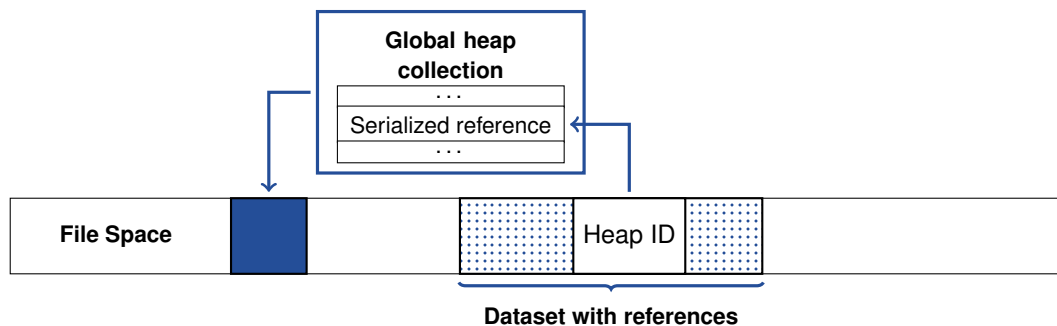 Global heap
collection
. . .
Serialized reference
. . .
File Space
Heap ID
Dataset with references